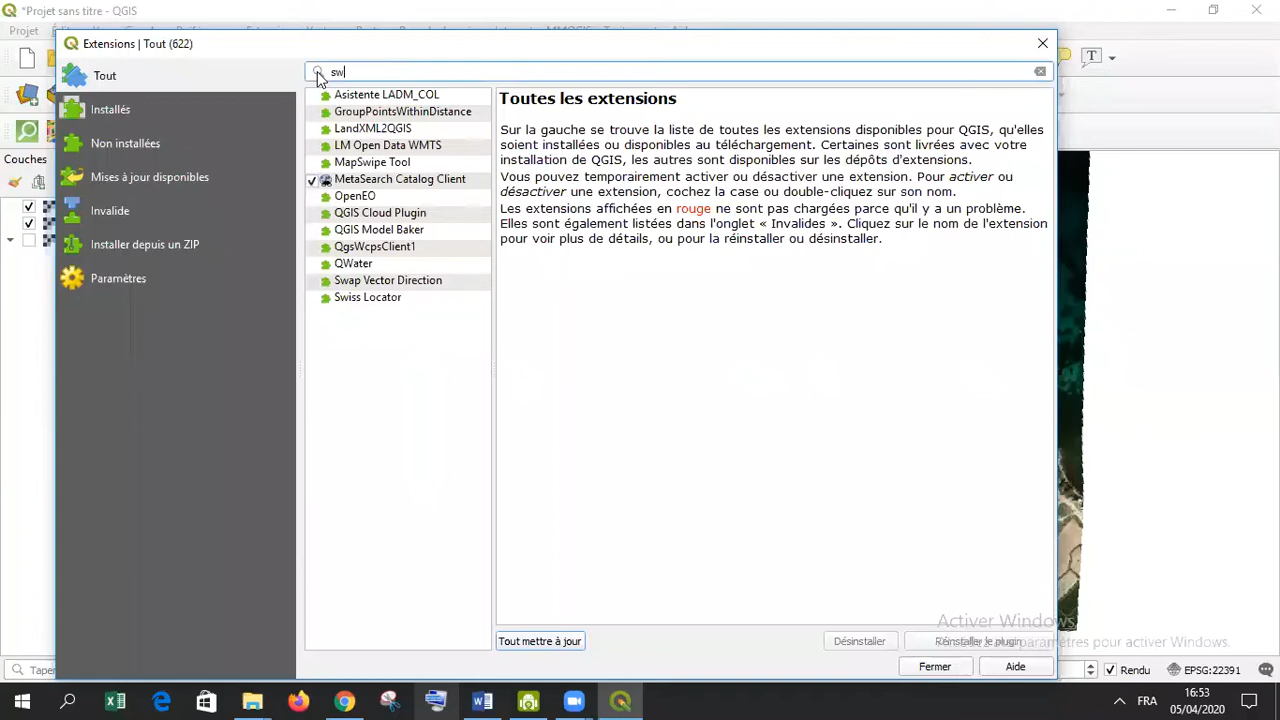 *Projet sans titre - QGIS
Projet
Extensions | Tout (622)
Tout
Installés
Non installées
Mises à jour disponibles
Invalide
Installer depuis un ZIP
Paramètres
Couches
sw
Asistente LADM_COL
GroupPointsWithinDistance
LandXML2QGIS
LM Open Data WMTS
MapSwipe Tool
MetaSearch Catalog Client
OpenEO
QGIS Cloud Plugin
QGIS Model Baker
QgsWcpsClient1
QWater
Swap Vector Direction
Swiss Locator
Toutes les extensions
Sur la gauche se trouve la liste de toutes les extensions disponibles pour QGIS, qu'elles
soient installées ou disponibles au téléchargement. Certaines sont livrées avec votre
installation de QGIS, les autres sont disponibles sur les dépôts d'extensions.
Vous pouvez temporairement activer ou désactiver une extension. Pour activer ou
désactiver une extension, cochez la case ou double-cliquez sur son nom.
Les extensions affichées en rouge ne sont pas chargées parce qu'il y a un problème.
Elles sont également listées dans l'onglet « Invalides ». Cliquez sur le nom de l'extension
pour voir plus de détails, ou pour la réinstaller ou désinstaller.
Activer Windows
paramètres pour activer Windows.
Tout mettre à jour
Désinstaller
Réinstaller le plugin
Fermer
Aide
Taper
Rendu
EPSG:22391
FRA
16:53
05/04/2020